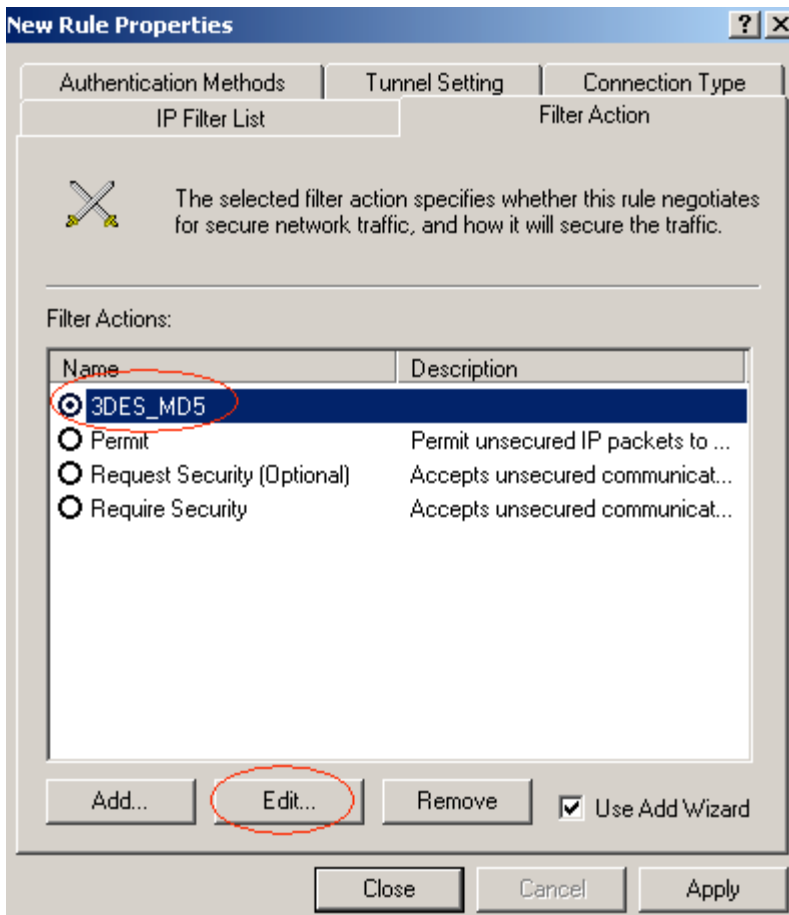 New Rule Properties
Authentication Methods
Tunnel Setting
Connection Type
IP Filter List
Filter Action
The selected filter action specifies whether this rule negotiates
for secure network traffic, and how it will secure the traffic.
Filter Actions:
Name Description
3DES_MD5
Permit Permit unsecured IP packets to ...
Request Security (Optional) Accepts unsecured communicat...
Require Security Accepts unsecured communicat...
Add... Edit... Remove Use Add Wizard
Close Cancel Apply